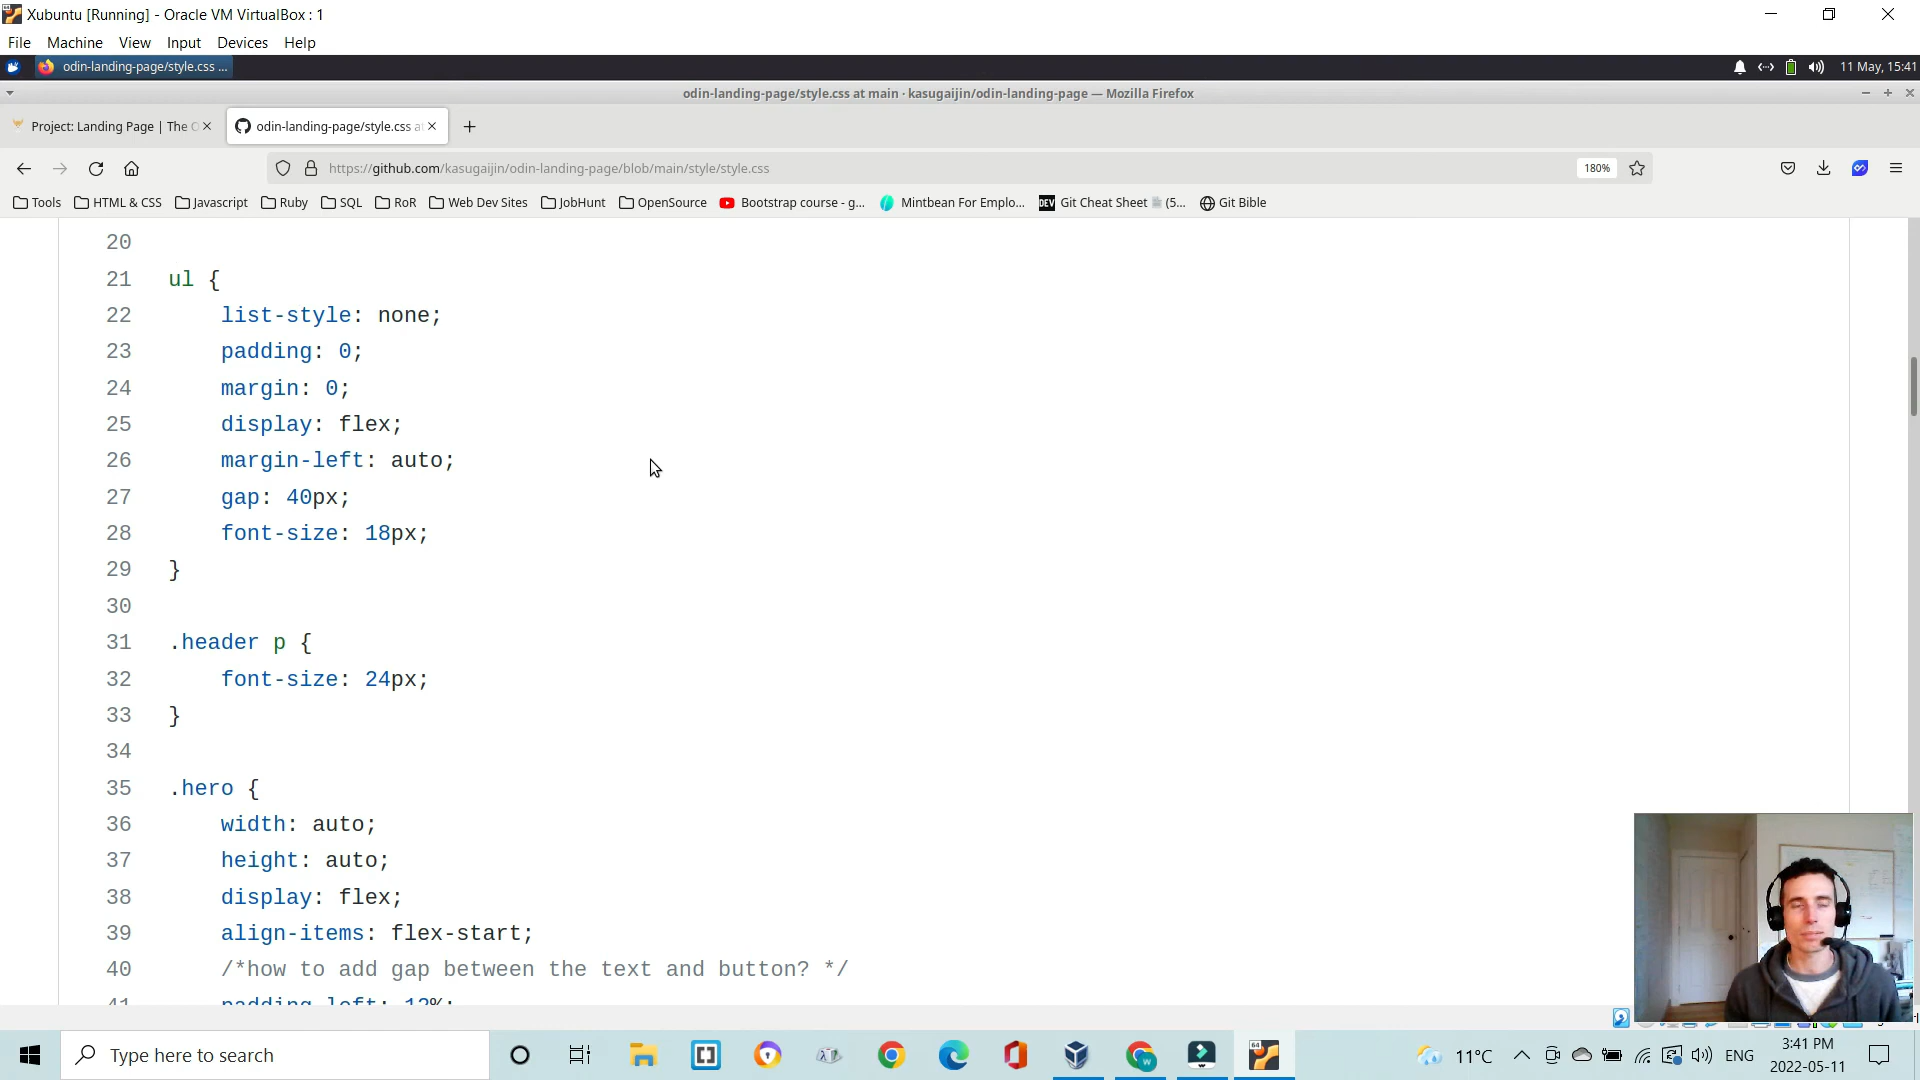 Xubuntu [Running] - Oracle VM VirtualBox : 1
File Machine View Input Devices Help
odin-landing-page/style.css ...
11 May, 15:41
odin-landing-page/style.css at main · kasugaijin/odin-landing-page — Mozilla Firefox
Project: Landing Page | The O
odin-landing-page/style.css a
https://github.com/kasugaijin/odin-landing-page/blob/main/style/style.css
180%
Tools HTML & CSS Javascript Ruby SQL RoR Web Dev Sites JobHunt OpenSource Bootstrap course - g... Mintbean For Emplo... DEV Git Cheat Sheet (5... Git Bible
20
21 ul {
22 list-style: none;
23 padding: 0;
24 margin: 0;
25 display: flex;
26 margin-left: auto;
27 gap: 40px;
28 font-size: 18px;
29 }
30
31 .header p {
32 font-size: 24px;
33 }
34
35 .hero {
36 width: auto;
37 height: auto;
38 display: flex;
39 align-items: flex-start;
40 /*how to add gap between the text and button? */
41 padding-left: 12%;
Type here to search
11°C
ENG
3:41 PM
2022-05-11